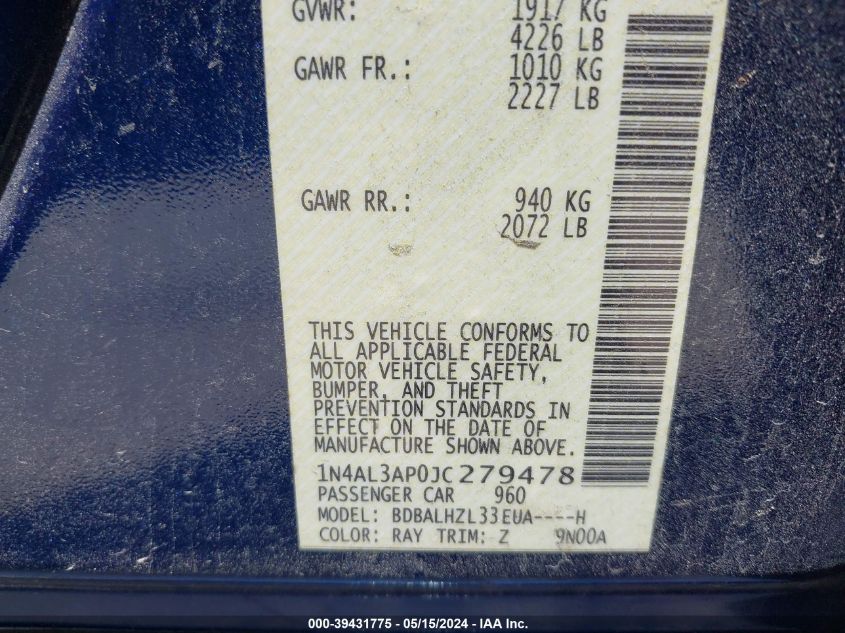 GVWR: 1917 KG
4226 LB
GAWR FR.: 1010 KG
2227 LB
GAWR RR.: 940 KG
2072 LB
THIS VEHICLE CONFORMS TO
ALL APPLICABLE FEDERAL
MOTOR VEHICLE SAFETY,
BUMPER, AND THEFT
PREVENTION STANDARDS IN
EFFECT ON THE DATE OF
MANUFACTURE SHOWN ABOVE.
1N4AL3AP0JC279478
PASSENGER CAR 960
MODEL: BDBALHZL33EUA----H
COLOR: RAY TRIM: Z 9N00A
000-39431775 - 05/15/2024 - IAA Inc.